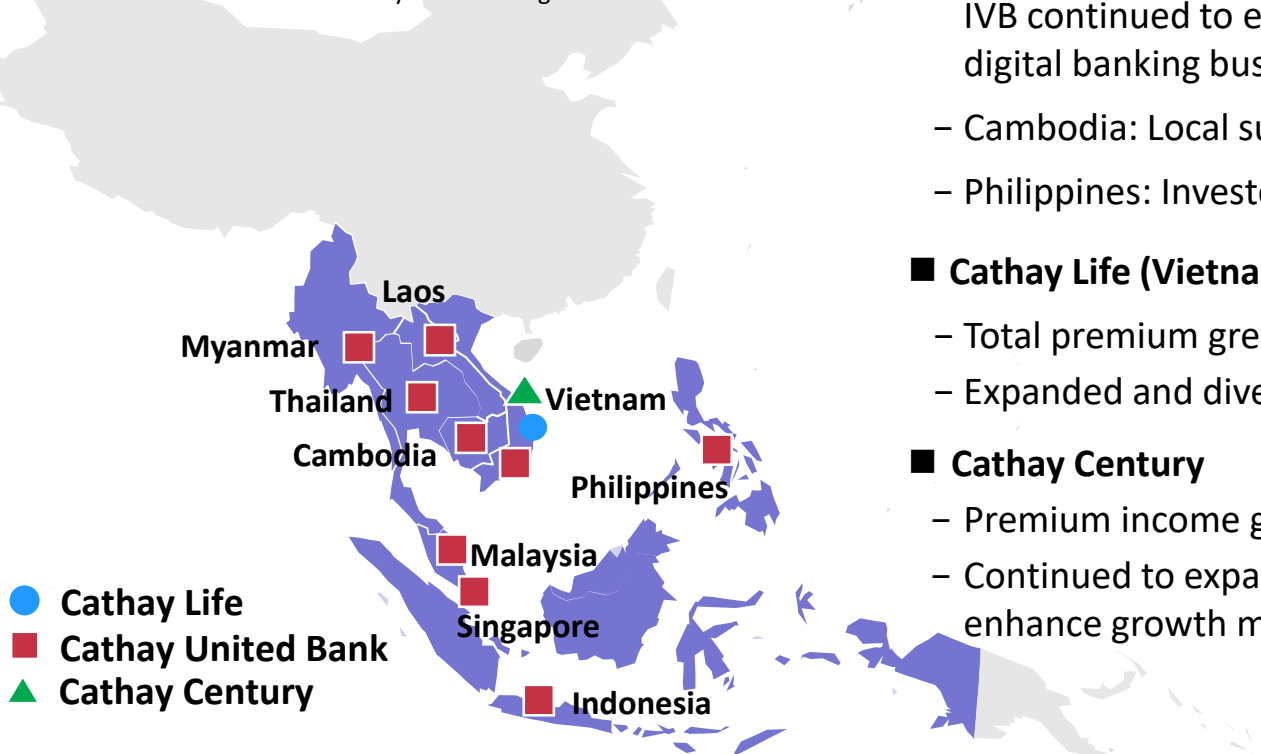 Laos
Myanmar
Thailand
Vietnam
Cambodia
Philippines
Malaysia
Singapore
Indonesia
Cathay Life
Cathay United Bank
Cathay Century
IVB continued to e
digital banking bus
− Cambodia: Local su
− Philippines: Investe
■ Cathay Life (Vietna
− Total premium gre
− Expanded and dive
■ Cathay Century
− Premium income g
− Continued to expa
enhance growth m